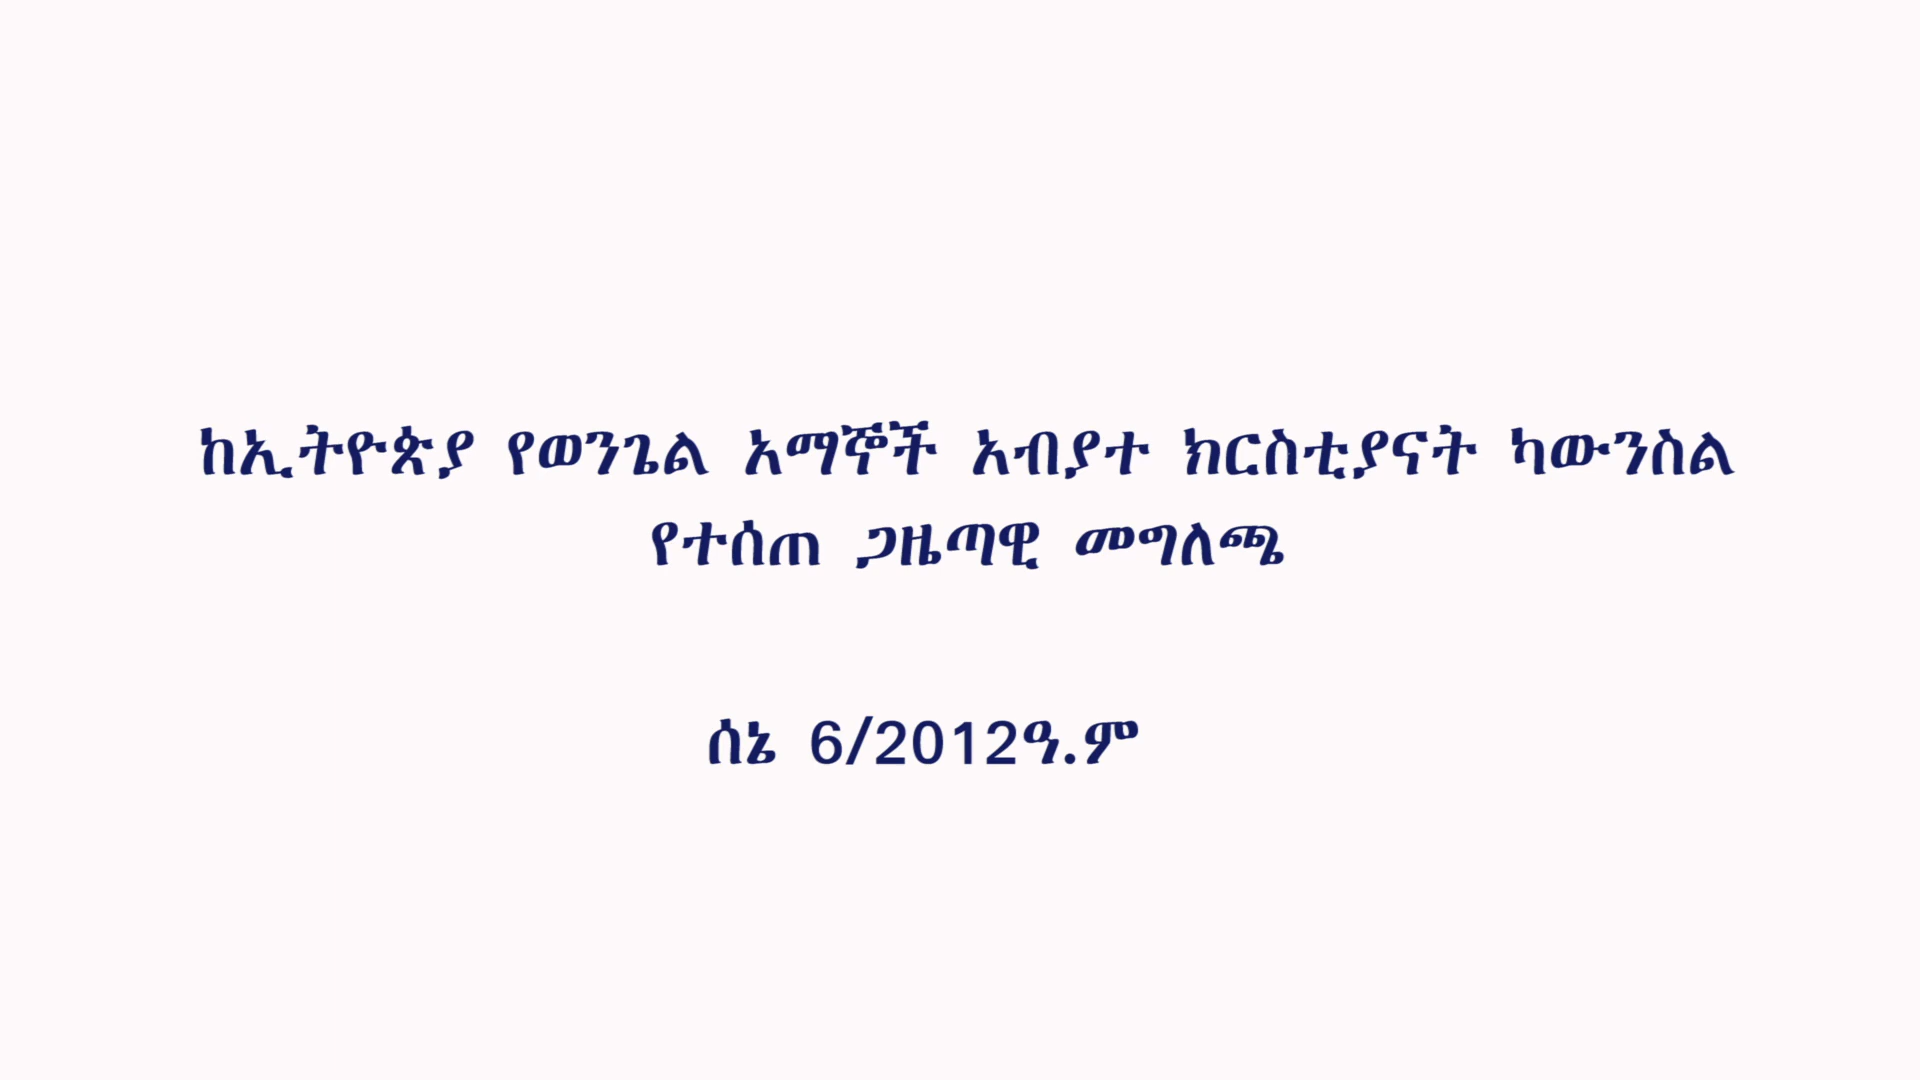 ከኢትዮጵያ የወንጌል አማኞች አብያተ ክርስቲያናት ካውንስል
የተሰጠ ጋዜጣዊ መግለጫ
ሰኔ 6/2012ዓ.ም